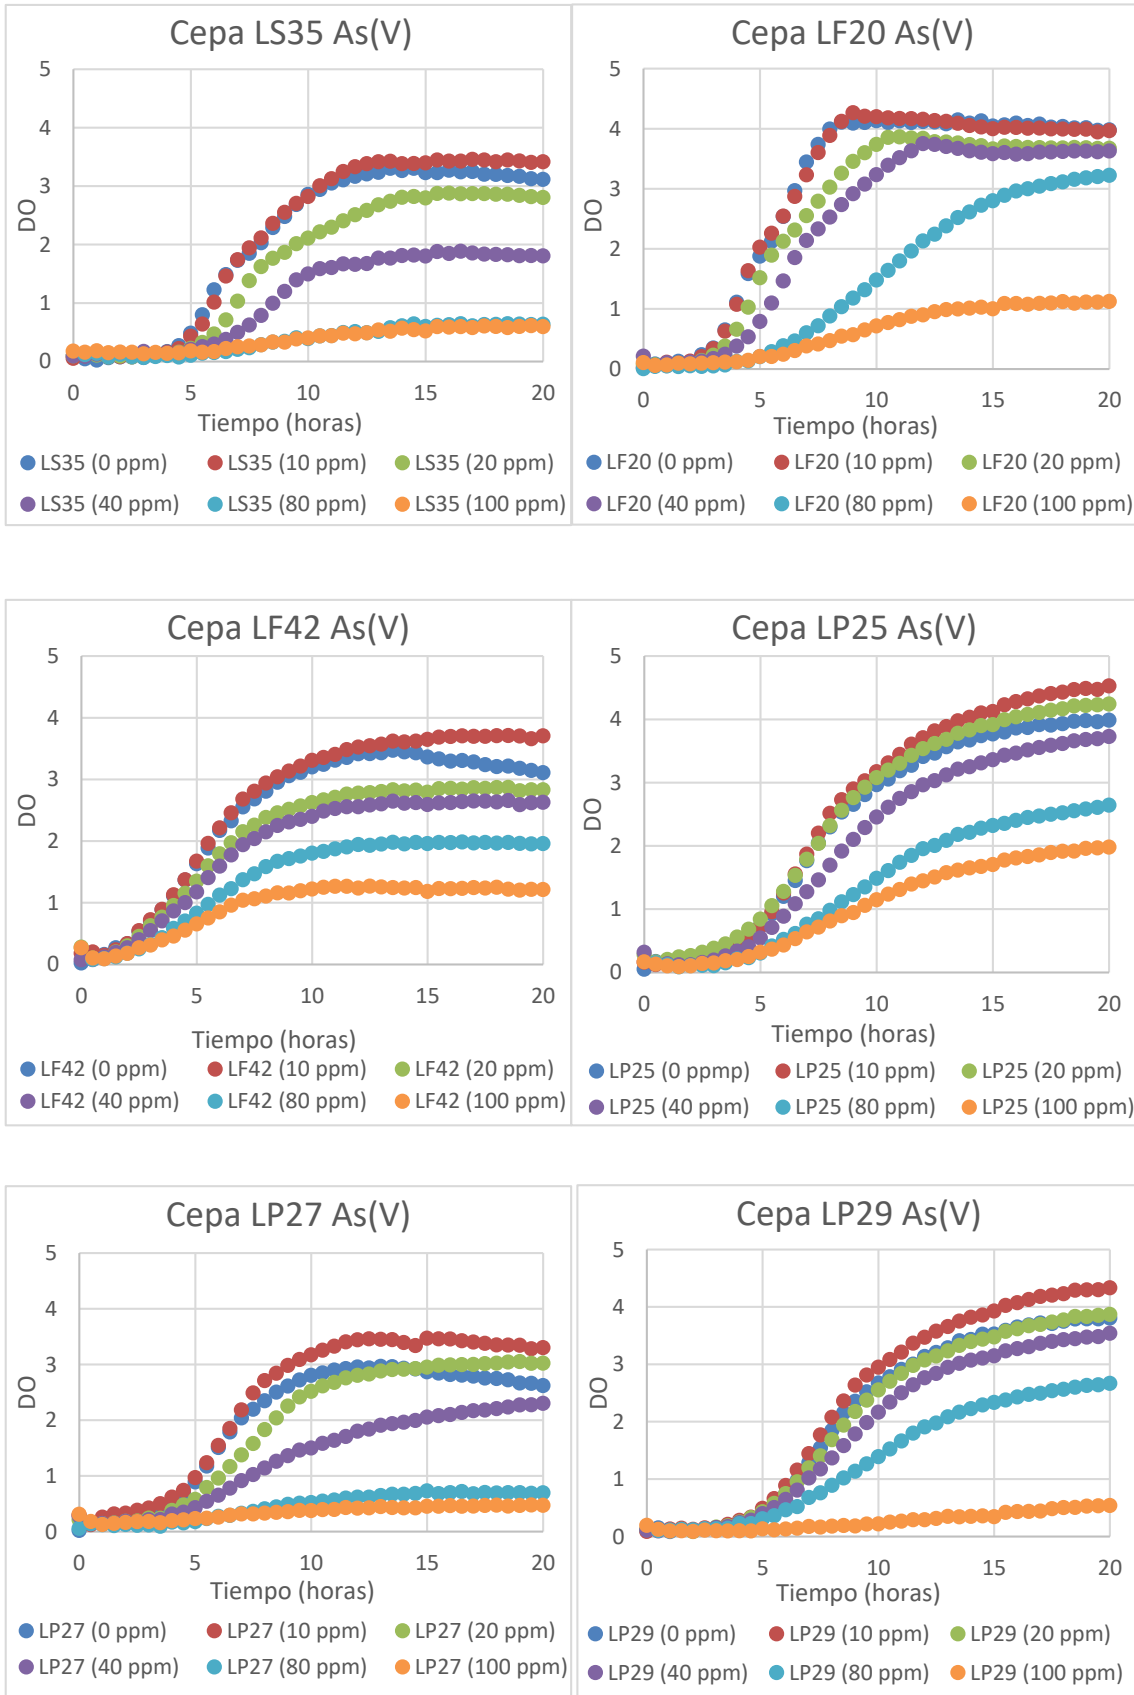 Cepa LS35 As(V)
5
4
3
2
1
0
DO
0 5 10 15 20
Tiempo (horas)
LS35 (0 ppm) LS35 (10 ppm) LS35 (20 ppm)
LS35 (40 ppm) LS35 (80 ppm) LS35 (100 ppm)
Cepa LF20 As(V)
5
4
3
2
1
0
DO
0 5 10 15 20
Tiempo (horas)
LF20 (0 ppm) LF20 (10 ppm) LF20 (20 ppm)
LF20 (40 ppm) LF20 (80 ppm) LF20 (100 ppm)
Cepa LF42 As(V)
5
4
3
2
1
0
DO
0 5 10 15 20
Tiempo (horas)
LF42 (0 ppm) LF42 (10 ppm) LF42 (20 ppm)
LF42 (40 ppm) LF42 (80 ppm) LF42 (100 ppm)
Cepa LP25 As(V)
5
4
3
2
1
0
DO
0 5 10 15 20
Tiempo (horas)
LP25 (0 ppmp) LP25 (10 ppm) LP25 (20 ppm)
LP25 (40 ppm) LP25 (80 ppm) LP25 (100 ppm)
Cepa LP27 As(V)
5
4
3
2
1
0
DO
0 5 10 15 20
Tiempo (horas)
LP27 (0 ppm) LP27 (10 ppm) LP27 (20 ppm)
LP27 (40 ppm) LP27 (80 ppm) LP27 (100 ppm)
Cepa LP29 As(V)
5
4
3
2
1
0
DO
0 5 10 15 20
Tiempo (horas)
LP29 (0 ppm) LP29 (10 ppm) LP29 (20 ppm)
LP29 (40 ppm) LP29 (80 ppm) LP29 (100 ppm)